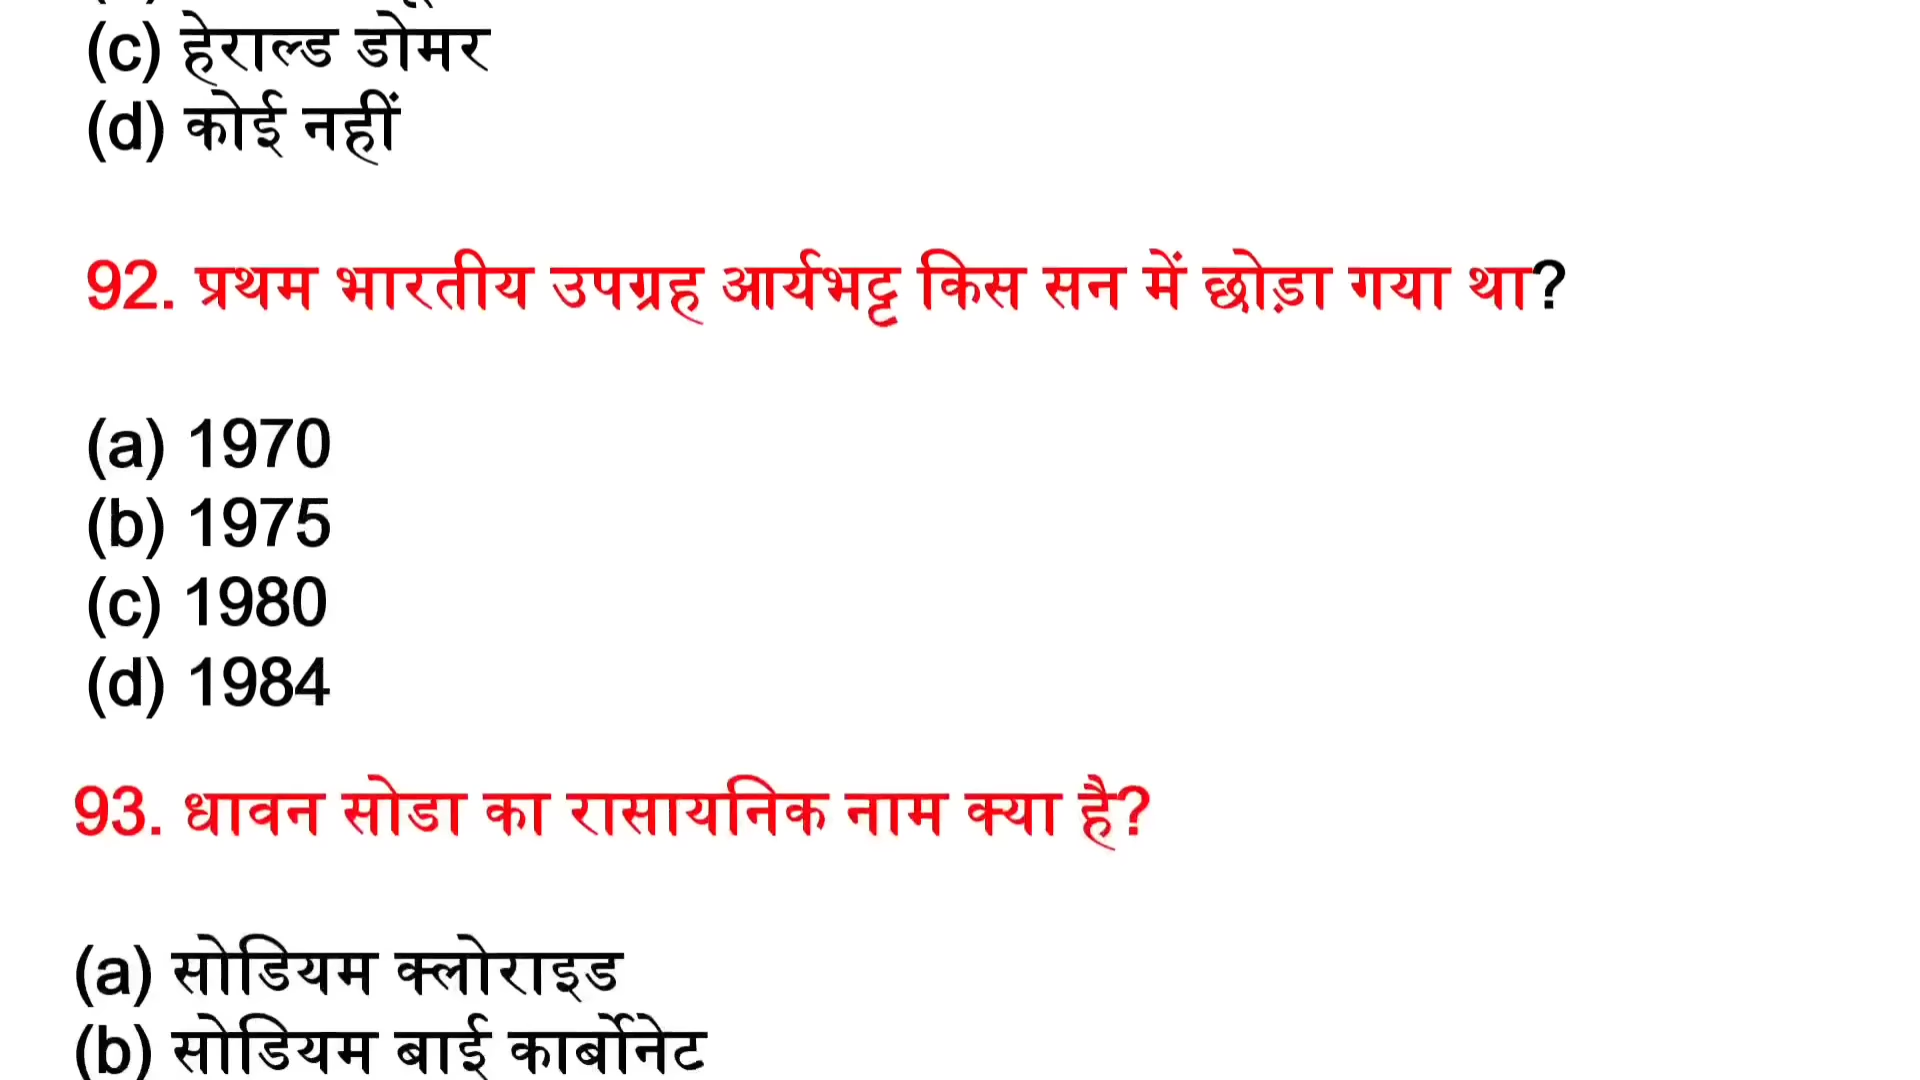 (c) हेराल्ड डोमर
(d) कोई नहीं
92. प्रथम भारतीय उपग्रह आर्यभट्ट किस सन में छोड़ा गया था?
(a) 1970
(b) 1975
(c) 1980
(d) 1984
93. धावन सोडा का रासायनिक नाम क्या है?
(a) सोडियम क्लोराइड
(b) सोडियम बाई कार्बोनेट